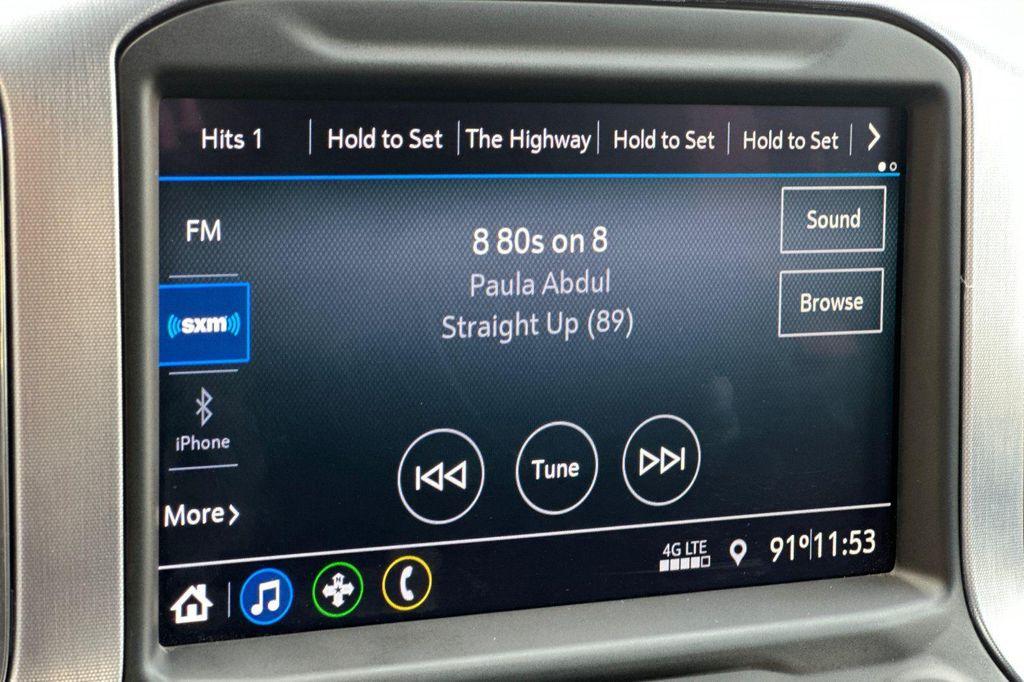 Hits 1 Hold to Set The Highway Hold to Set Hold to Set
FM
8 80s on 8
Sound
Paula Abdul
Browse
sxm
Straight Up (89)
iPhone
Tune
More
4G LTE
91° 11:53
N